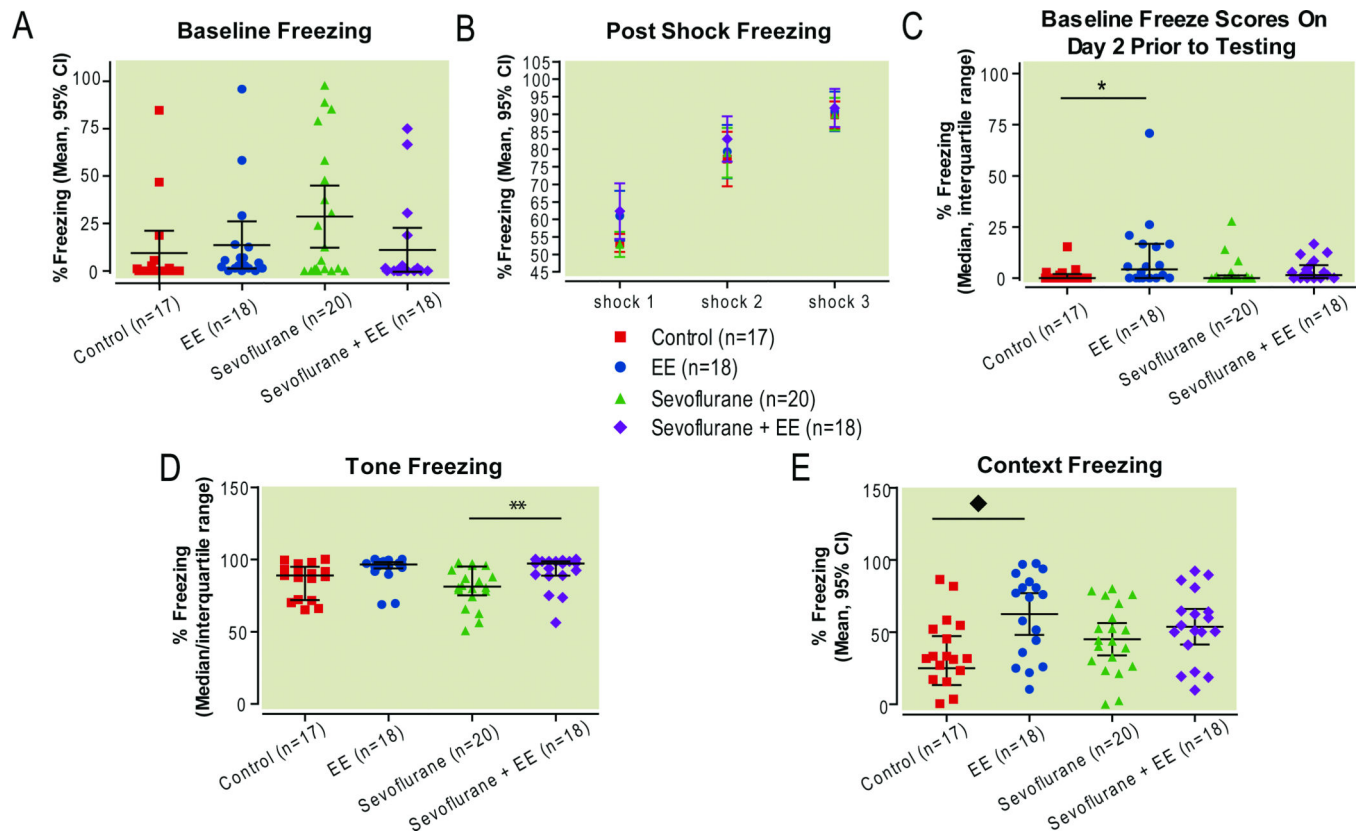 A
Baseline Freezing
%Freezing (Mean, 95% CI)
100
75
50
25
0
Control (n=17)
EE (n=18)
Sevoflurane (n=20)
Sevoflurane + EE (n=18)
B
Post Shock Freezing
%Freezing (Mean, 95% CI)
105
100
95
90
85
80
75
70
65
60
55
50
45
shock 1
shock 2
shock 3
Control (n=17)
EE (n=18)
Sevoflurane (n=20)
Sevoflurane + EE (n=18)
C
Baseline Freeze Scores On
Day 2 Prior to Testing
% Freezing
(Median, interquartile range)
100
75
50
25
0
*
Control (n=17)
EE (n=18)
Sevoflurane (n=20)
Sevoflurane + EE (n=18)
D
Tone Freezing
% Freezing
(Median/interquartile range)
150
100
50
0
**
Control (n=17)
EE (n=18)
Sevoflurane (n=20)
Sevoflurane + EE (n=18)
E
Context Freezing
% Freezing
(Mean, 95% CI)
150
100
50
0
Control (n=17)
EE (n=18)
Sevoflurane (n=20)
Sevoflurane + EE (n=18)